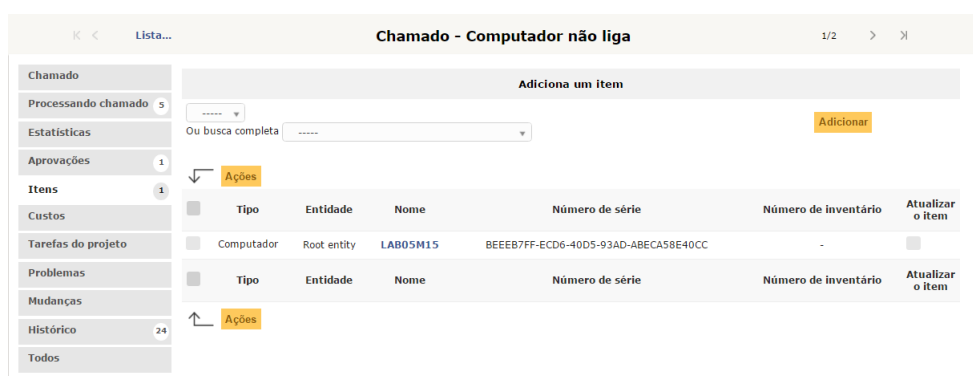 Lista...
Chamado - Computador não liga
1/2
Chamado
Processando chamado 5
Estatísticas
Aprovações 1
Itens 1
Custos
Tarefas do projeto
Problemas
Mudanças
Histórico 24
Todos
Adiciona um item
-----
Ou busca completa -----
Adicionar
Ações
Tipo Entidade Nome Número de série Número de inventário Atualizar
o item
Computador Root entity LAB05M15 BEEEB7FF-ECD6-40D5-93AD-ABECA58E40CC -
Tipo Entidade Nome Número de série Número de inventário Atualizar
o item
Ações